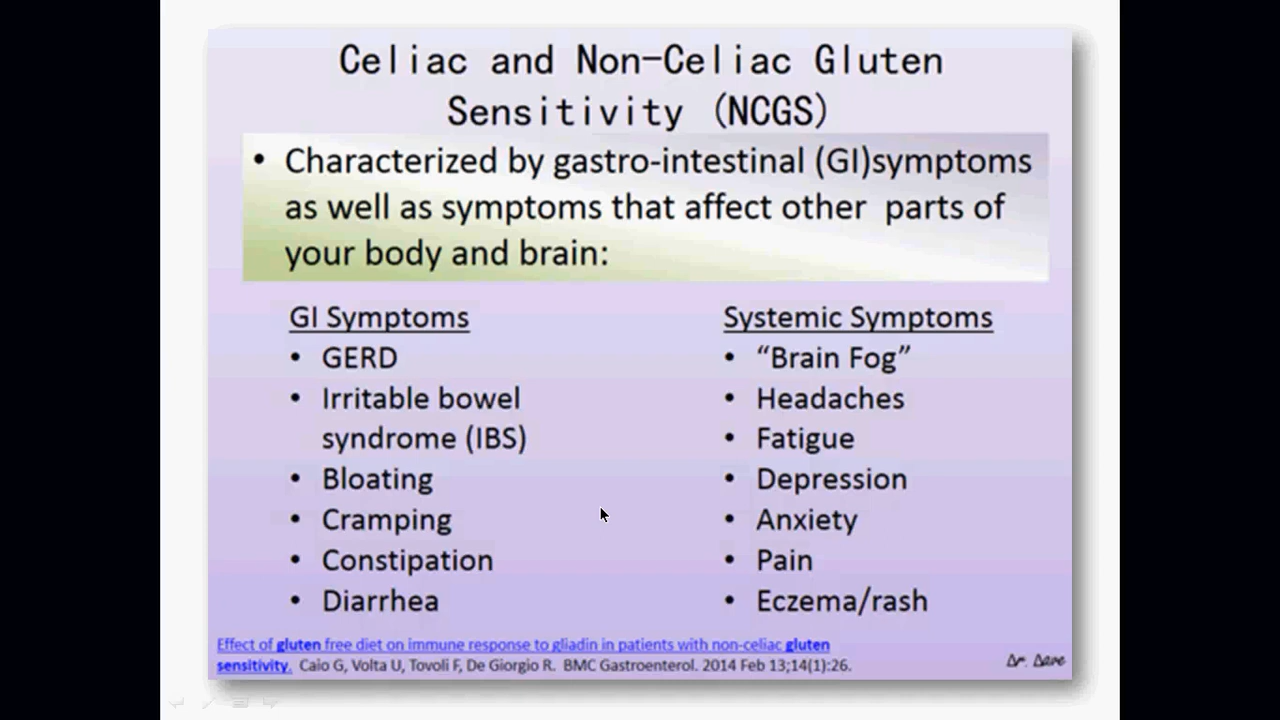 Celiac and Non-Celiac Gluten
Sensitivity (NCGS)
• Characterized by gastro-intestinal (GI)symptoms
as well as symptoms that affect other parts of
your body and brain:
GI Symptoms
• GERD
• Irritable bowel
syndrome (IBS)
• Bloating
• Cramping
• Constipation
• Diarrhea
Systemic Symptoms
• “Brain Fog”
• Headaches
• Fatigue
• Depression
• Anxiety
• Pain
• Eczema/rash
Effect of gluten free diet on immune response to gliadin in patients with non-celiac gluten
sensitivity. Caio G, Volta U, Tovoli F, De Giorgio R. BMC Gastroenterol. 2014 Feb 13;14(1):26.
Dr. Dave